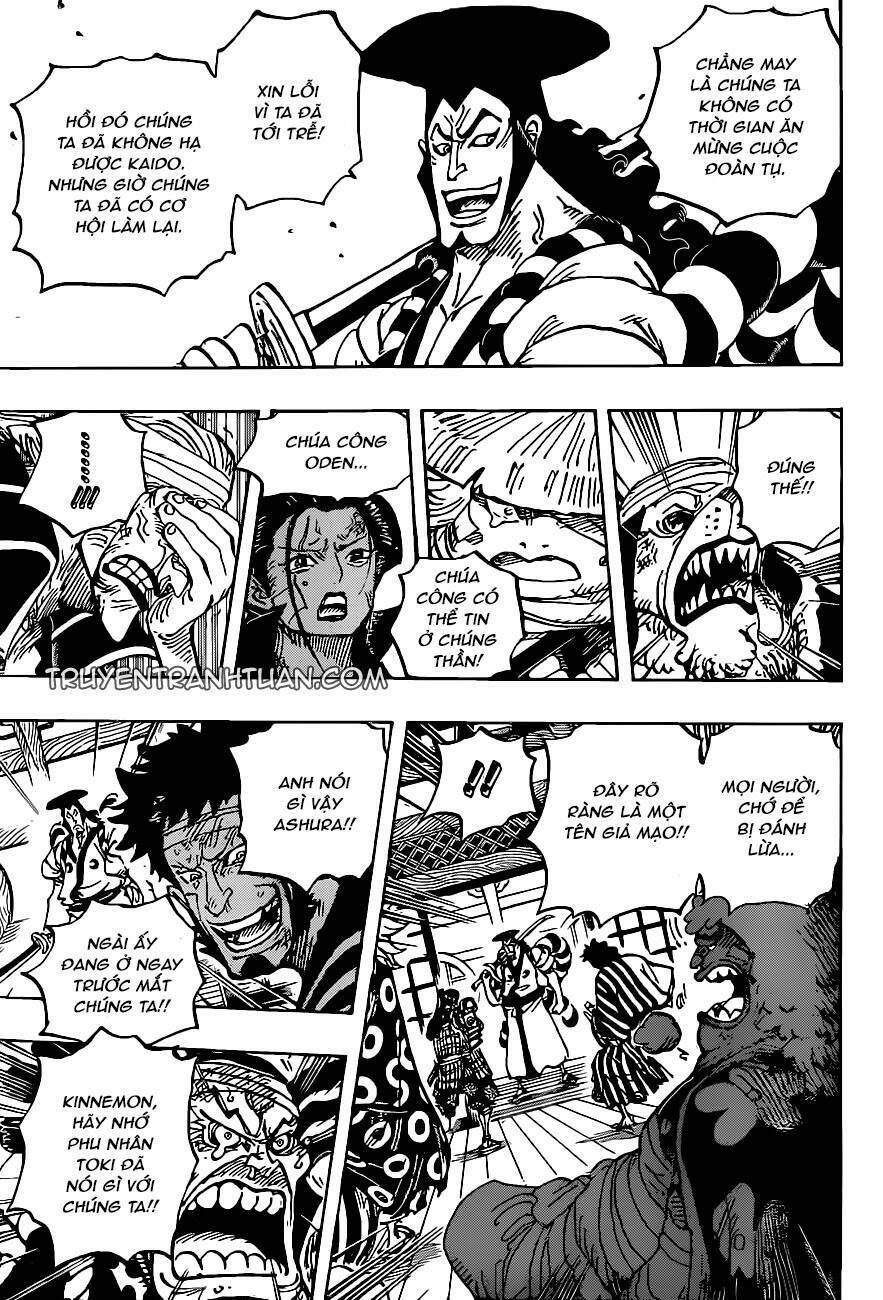 CHẲNG MAY
LÀ CHÚNG TA
KHÔNG CÓ
THỜI GIAN ĂN
MỪNG CUỘC
ĐOÀN TỤ.
XIN LỖI
VÌ TA ĐÃ
TỚI TRỄ!
HỒI ĐÓ CHÚNG
TA ĐÃ KHÔNG HẠ
ĐƯỢC KAIDO.
NHƯNG GIỜ CHÚNG
TA ĐÃ CÓ CƠ
HỘI LÀM LẠI.
ĐÚNG
THẾ!!
CHÚA
CÔNG CÓ
THỂ TIN
Ở CHÚNG
THẦN!
CHÚA CÔNG
ODEN...
......!!!
TRUYENTRANHTUAN.COM
MỌI NGƯỜI,
CHỚ ĐỂ
BỊ ĐÁNH
LỪA...
ĐÂY RÕ
RÀNG LÀ MỘT
TÊN GIẢ MẠO!!
!!
ANH NÓI
GÌ VẬY
ASHURA!!
NGÀI ẤY
ĐANG Ở NGAY
TRƯỚC MẮT
CHÚNG TA!!
KINNEMON,
HÃY NHỚ
PHU NHÂN
TOKI ĐÃ
NÓI GÌ VỚI
CHÚNG TA!!